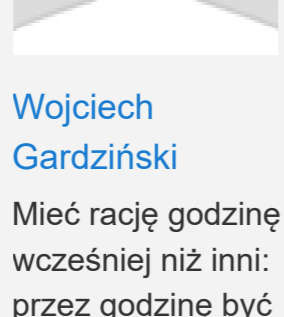 Wojciech
Gardziński
Mieć rację godzinę
wcześniej niż inni:
przez godzinę być